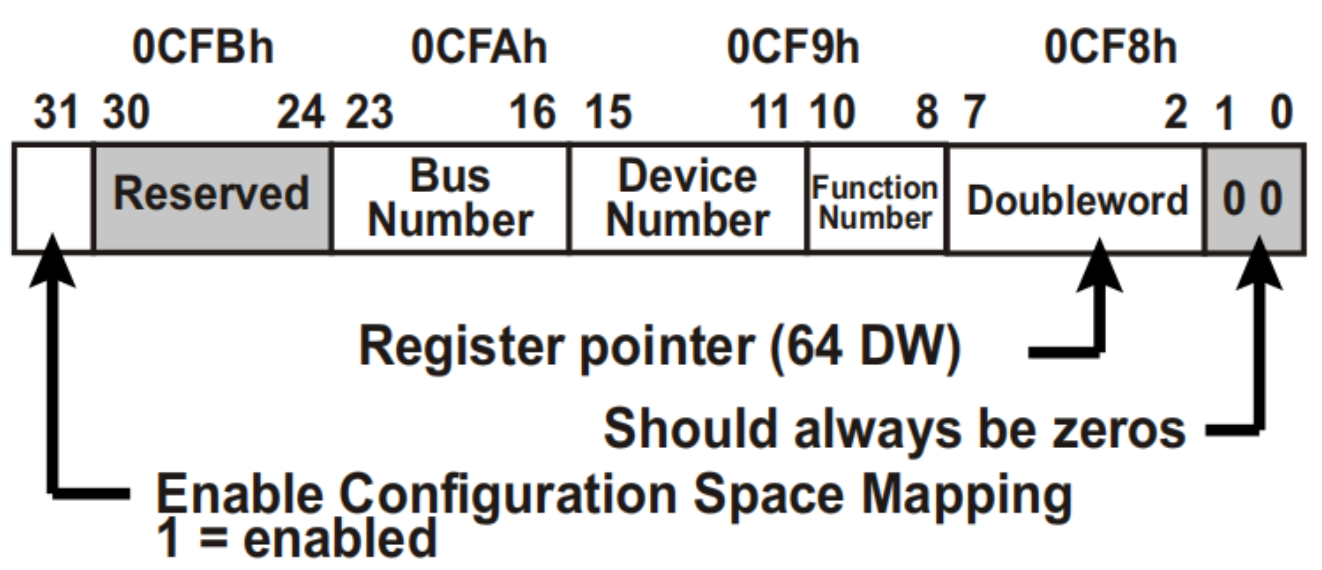 0CFBh 0CFAh 0CF9h 0CF8h
31 30 24 23 16 15 11 10 8 7 2 1 0
Reserved
Bus
Number
Device
Number
Function
Number
Doubleword
0 0
Register pointer (64 DW)
Should always be zeros
Enable Configuration Space Mapping
1 = enabled